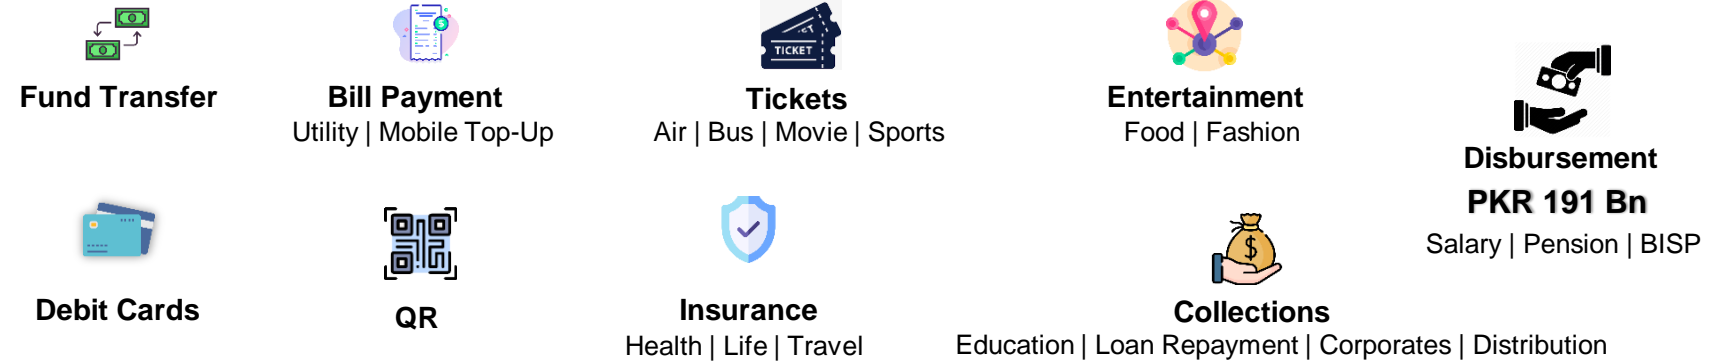 Fund Transfer
Bill Payment
Utility | Mobile Top-Up
TICKET
Tickets
Air | Bus | Movie | Sports
Entertainment
Food | Fashion
Disbursement
PKR 191 Bn
Salary | Pension | BISP
Debit Cards
QR
Insurance
Health | Life | Travel
Collections
Education | Loan Repayment | Corporates | Distribution